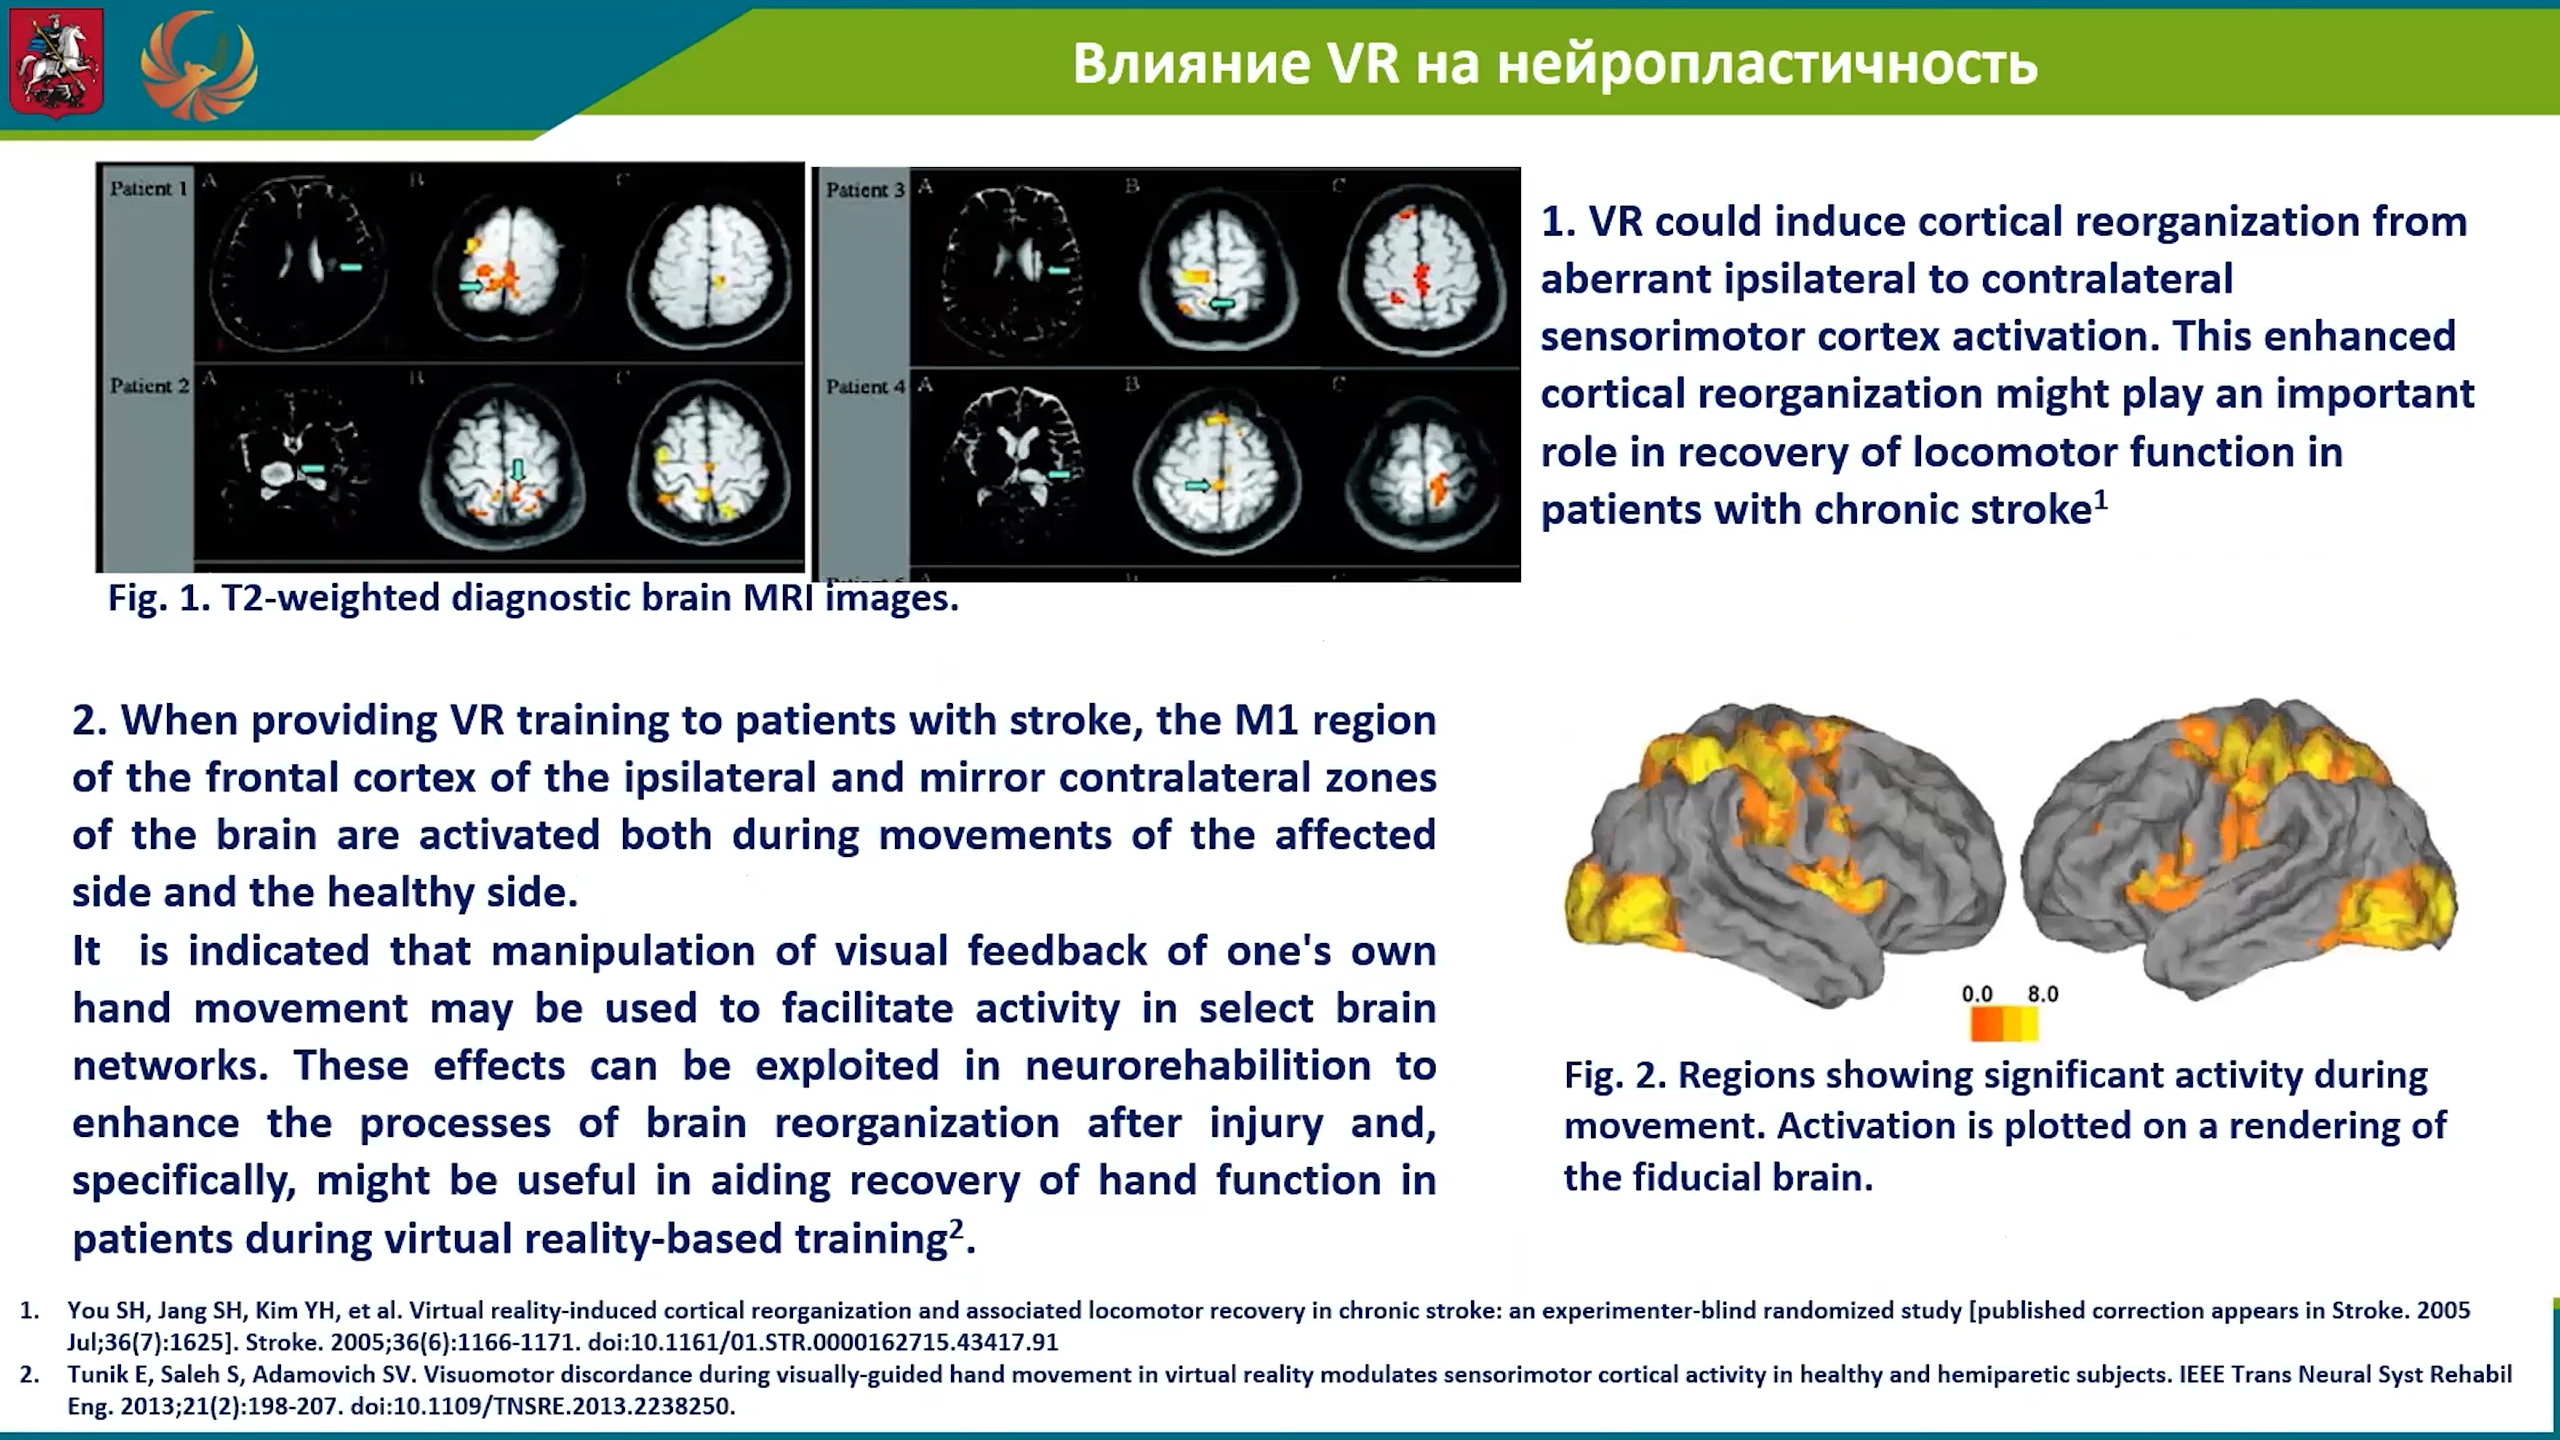 Влияние VR на нейропластичность
Patient 1 A B C
Patient 3 A B C
Patient 2 A B C
Patient 4 A B C
Fig. 1. T2-weighted diagnostic brain MRI images.
1. VR could induce cortical reorganization from
aberrant ipsilateral to contralateral
sensorimotor cortex activation. This enhanced
cortical reorganization might play an important
role in recovery of locomotor function in
patients with chronic stroke1
2. When providing VR training to patients with stroke, the M1 region
of the frontal cortex of the ipsilateral and mirror contralateral zones
of the brain are activated both during movements of the affected
side and the healthy side.
It is indicated that manipulation of visual feedback of one's own
hand movement may be used to facilitate activity in select brain
networks. These effects can be exploited in neurorehabilition to
enhance the processes of brain reorganization after injury and,
specifically, might be useful in aiding recovery of hand function in
patients during virtual reality-based training2.
0.0 8.0
Fig. 2. Regions showing significant activity during
movement. Activation is plotted on a rendering of
the fiducial brain.
1. You SH, Jang SH, Kim YH, et al. Virtual reality-induced cortical reorganization and associated locomotor recovery in chronic stroke: an experimenter-blind randomized study [published correction appears in Stroke. 2005
Jul;36(7):1625]. Stroke. 2005;36(6):1166-1171. doi:10.1161/01.STR.0000162715.43417.91
2. Tunik E, Saleh S, Adamovich SV. Visuomotor discordance during visually-guided hand movement in virtual reality modulates sensorimotor cortical activity in healthy and hemiparetic subjects. IEEE Trans Neural Syst Rehabil
Eng. 2013;21(2):198-207. doi:10.1109/TNSRE.2013.2238250.